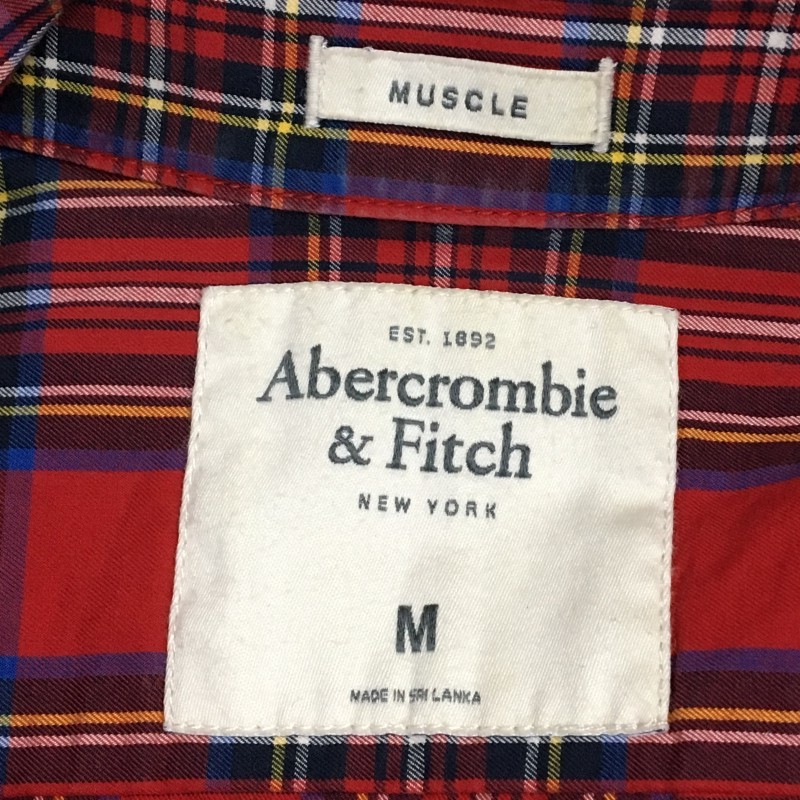 MUSCLE
EST. 1892
Abercrombie
& Fitch
NEW YORK
M
MADE IN SRI LANKA